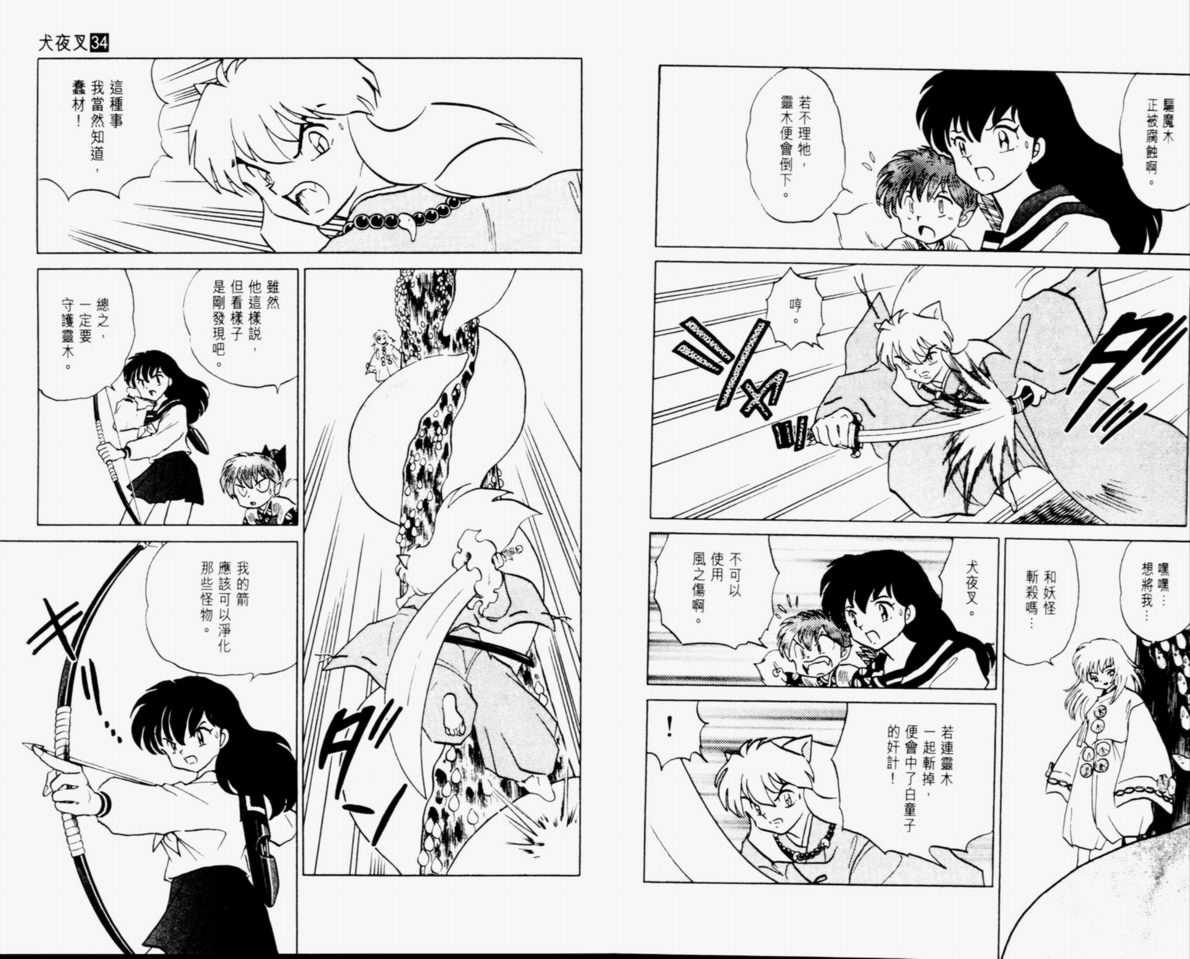 犬夜叉34
驅魔木
正被腐蝕啊。
若不理牠，
靈木便會倒下。
哼。
嘿嘿…
想將我…
和妖怪
斬殺嗎…
犬夜叉。
不可以
使用
風之傷啊。
若連靈木
一起斬掉，
便會中了白童子
的奸計！
！
這種事
我當然知道，
蠢材！
ダン
雖然
他這樣說，
但看樣子
是剛發現吧。
總之，
一定要
守護靈木。
我的箭
應該可以淨化
那些怪物。